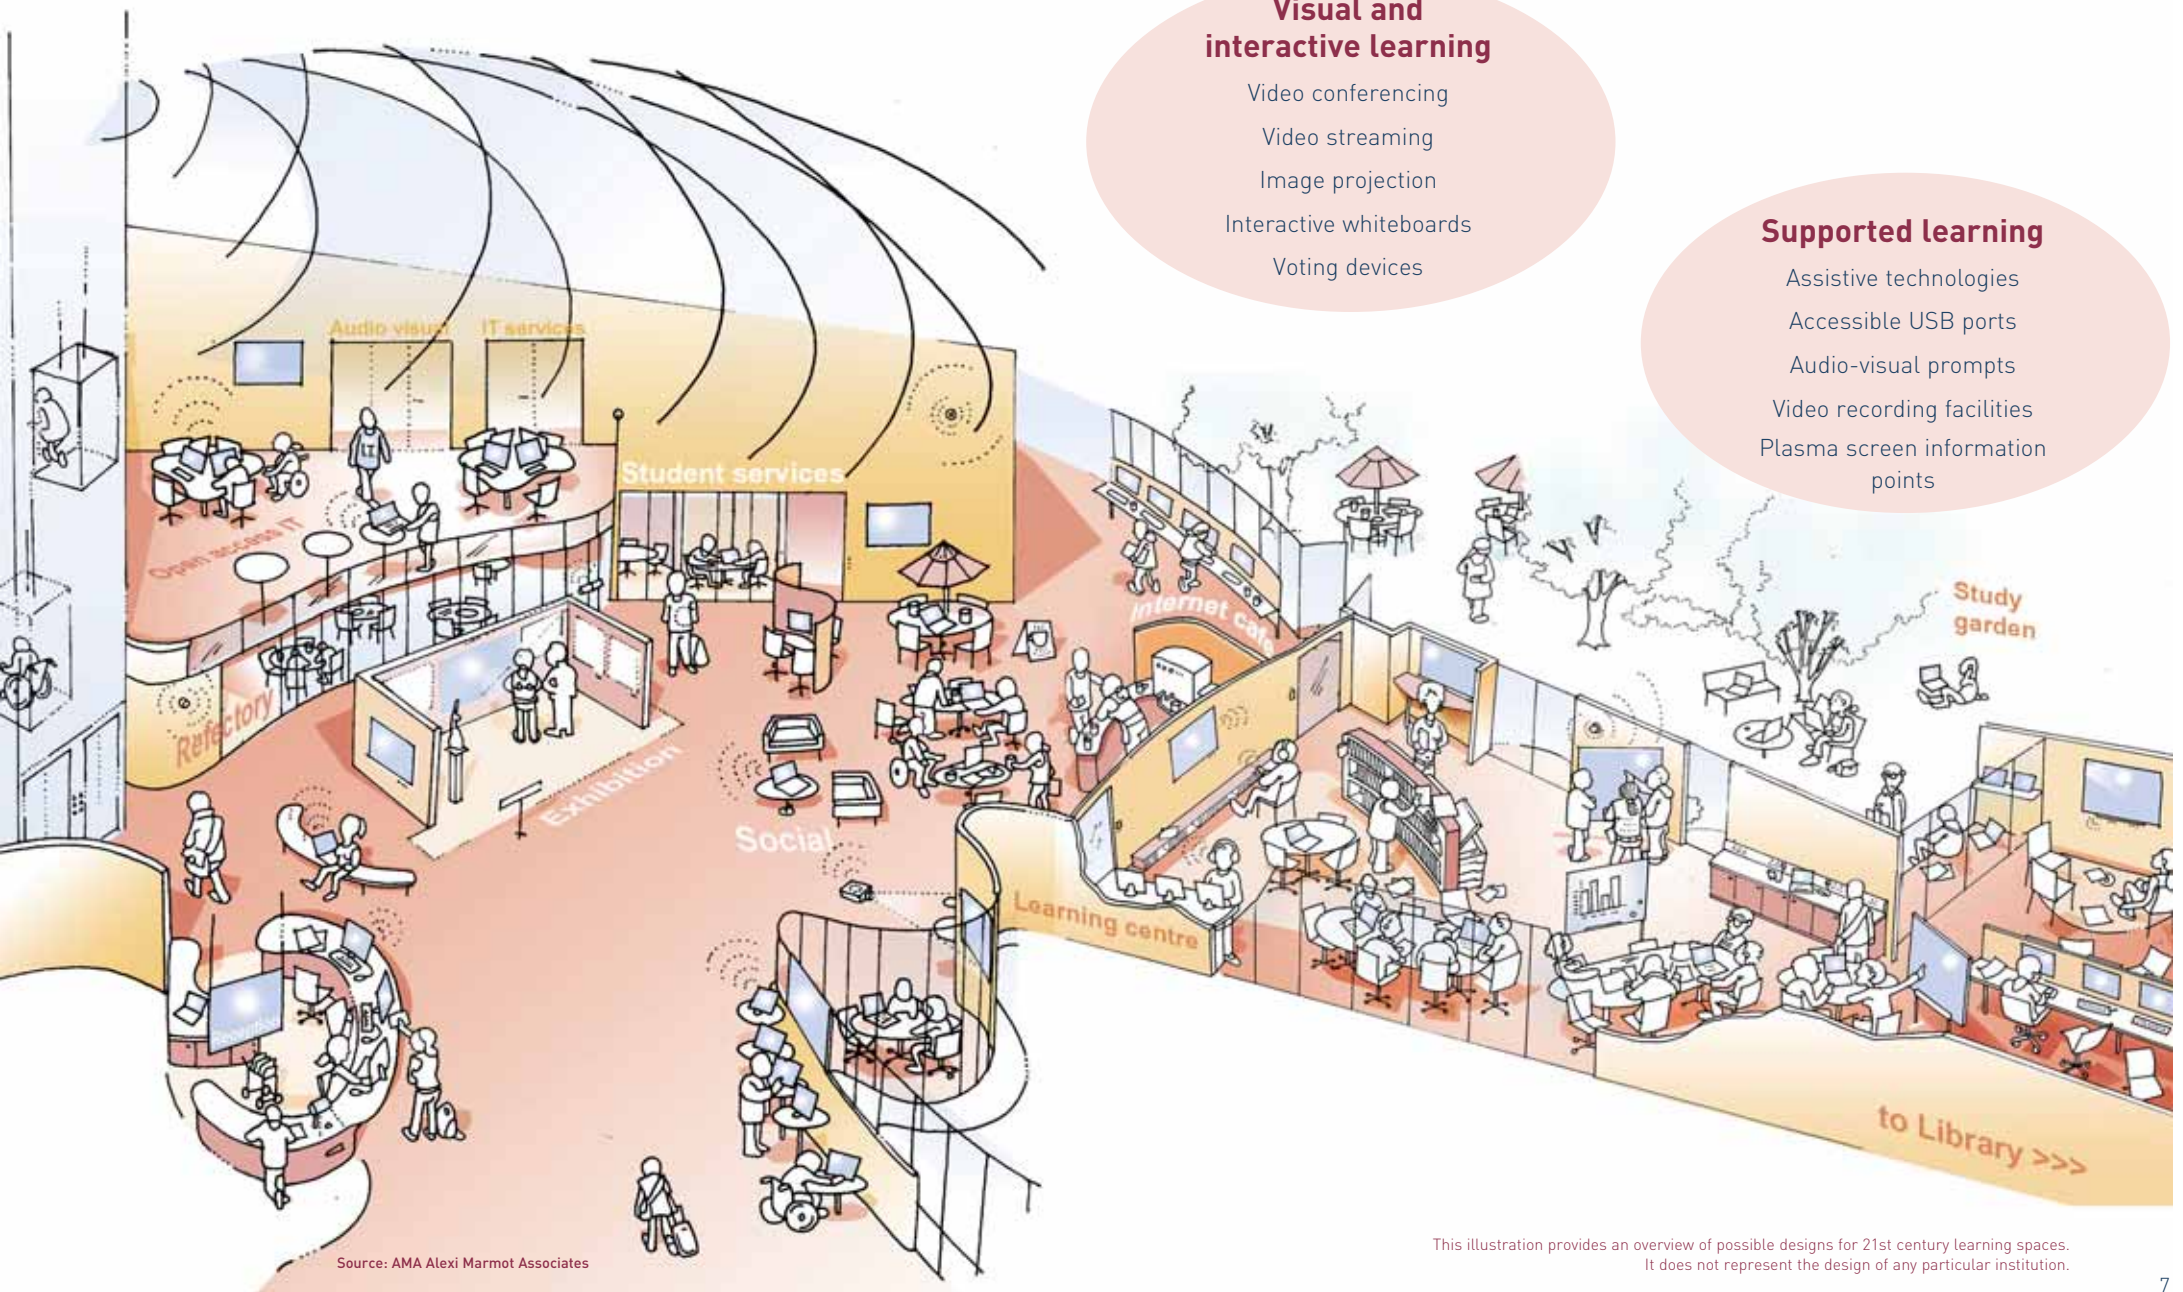 Visual and
interactive learning
Video conferencing
Video streaming
Image projection
Interactive whiteboards
Voting devices
Supported learning
Assistive technologies
Accessible USB ports
Audio-visual prompts
Video recording facilities
Plasma screen information
points
Audio visual
IT services
I.T.
Student services
Open access IT
Internet cafe
Study
garden
Refectory
Exhibition
Social
Learning centre
Reception
to Library >>>
Source: AMA Alexi Marmot Associates
This illustration provides an overview of possible designs for 21st century learning spaces.
It does not represent the design of any particular institution.
7